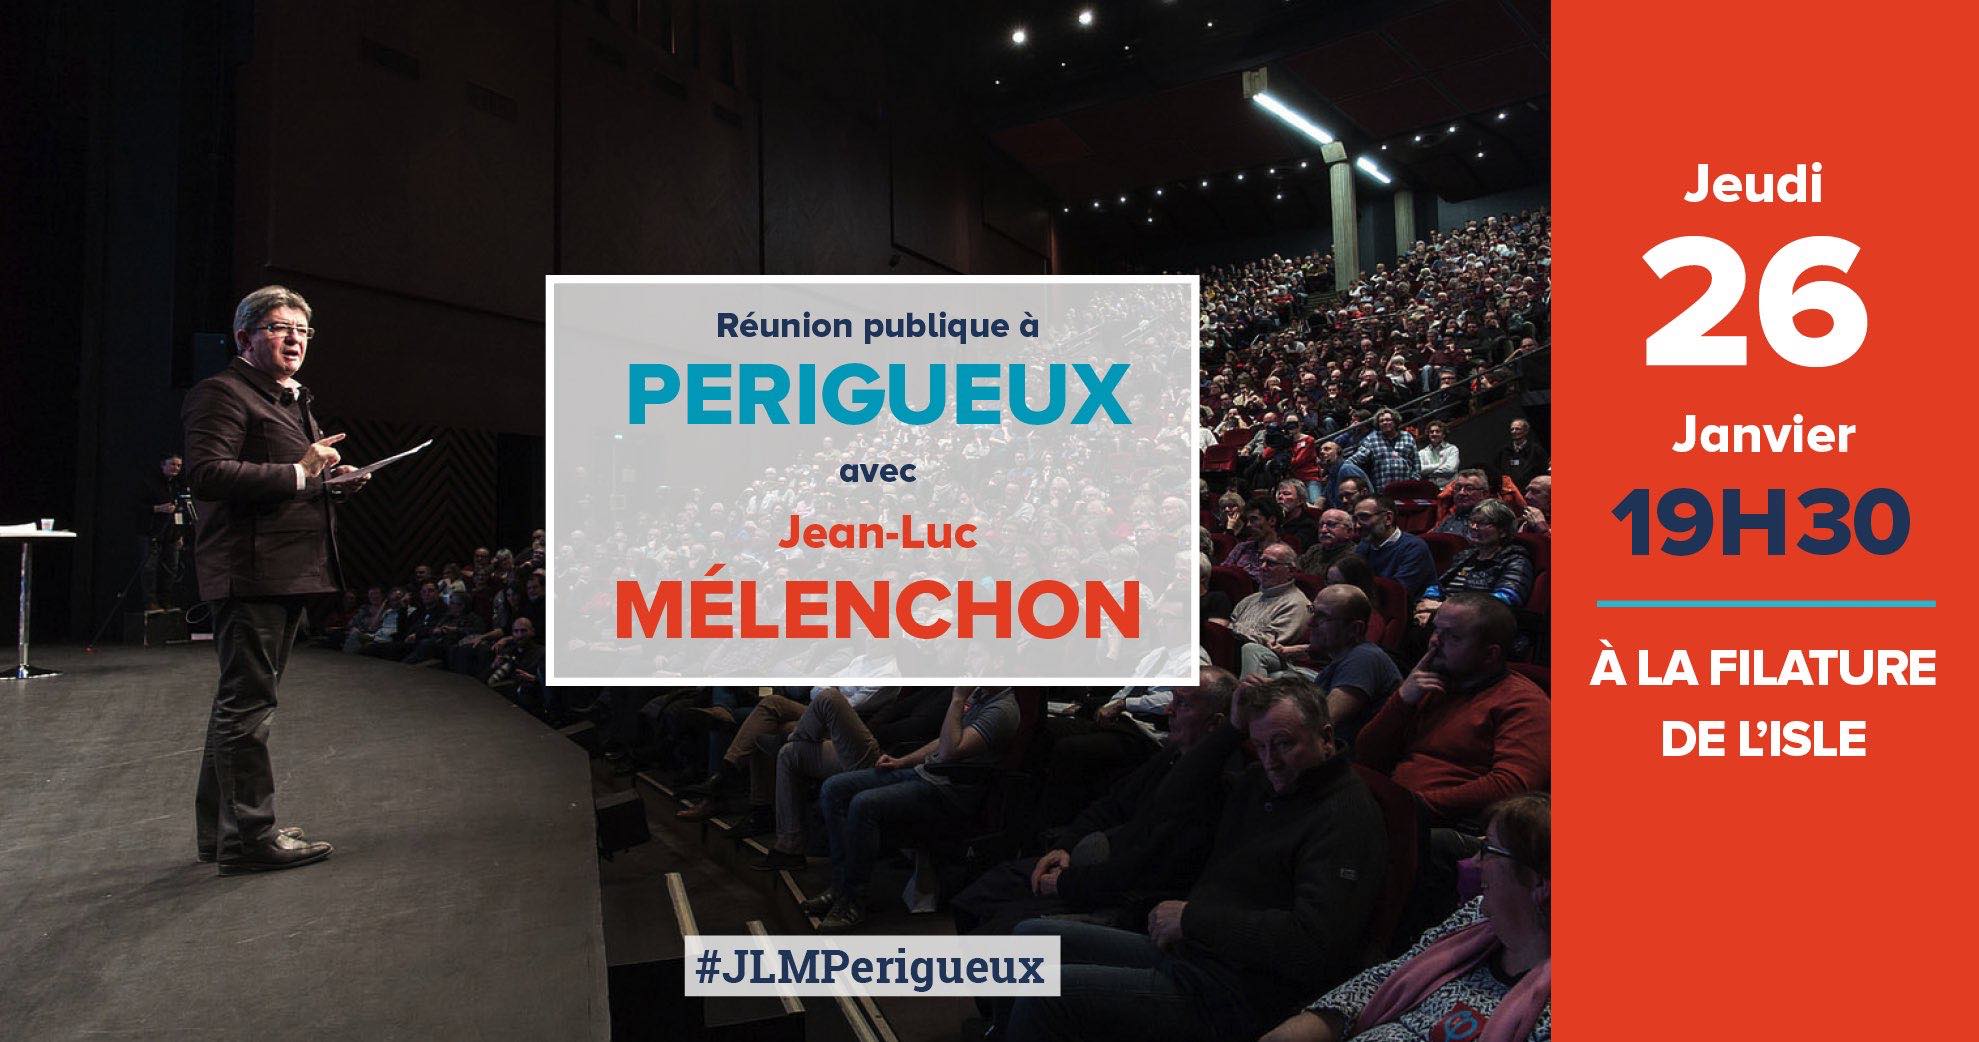 Réunion publique à
PERIGUEUX
avec
Jean-Luc
MÉLENCHON
#JLMPerigueux
Jeudi
26
Janvier
19H30
À LA FILATURE
DE L'ISLE